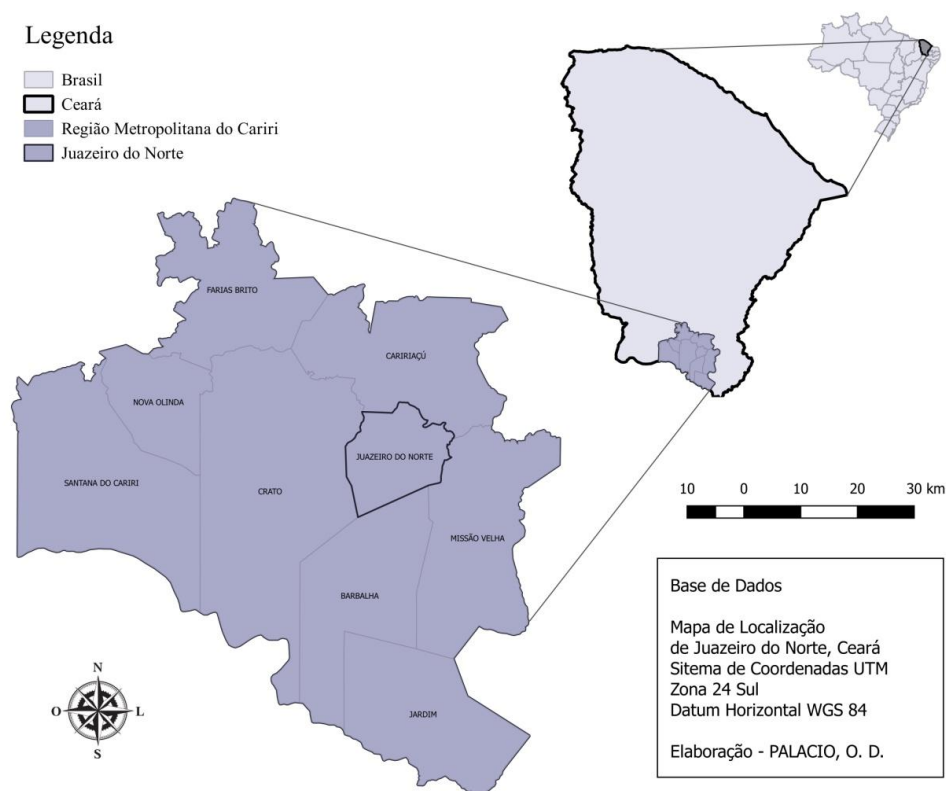 Legenda
Brasil
Ceará
Região Metropolitana do Cariri
Juazeiro do Norte
FARIAS BRITO
CARIRIAÇÚ
NOVA OLINDA
JUAZEIRO DO NORTE
SANTANA DO CARIRI
CRATO
MISSÃO VELHA
BARBALHA
JARDIM
N
O L
S
10 0 10 20 30 km
Base de Dados
Mapa de Localização
de Juazeiro do Norte, Ceará
Sitema de Coordenadas UTM
Zona 24 Sul
Datum Horizontal WGS 84
Elaboração - PALACIO, O. D.